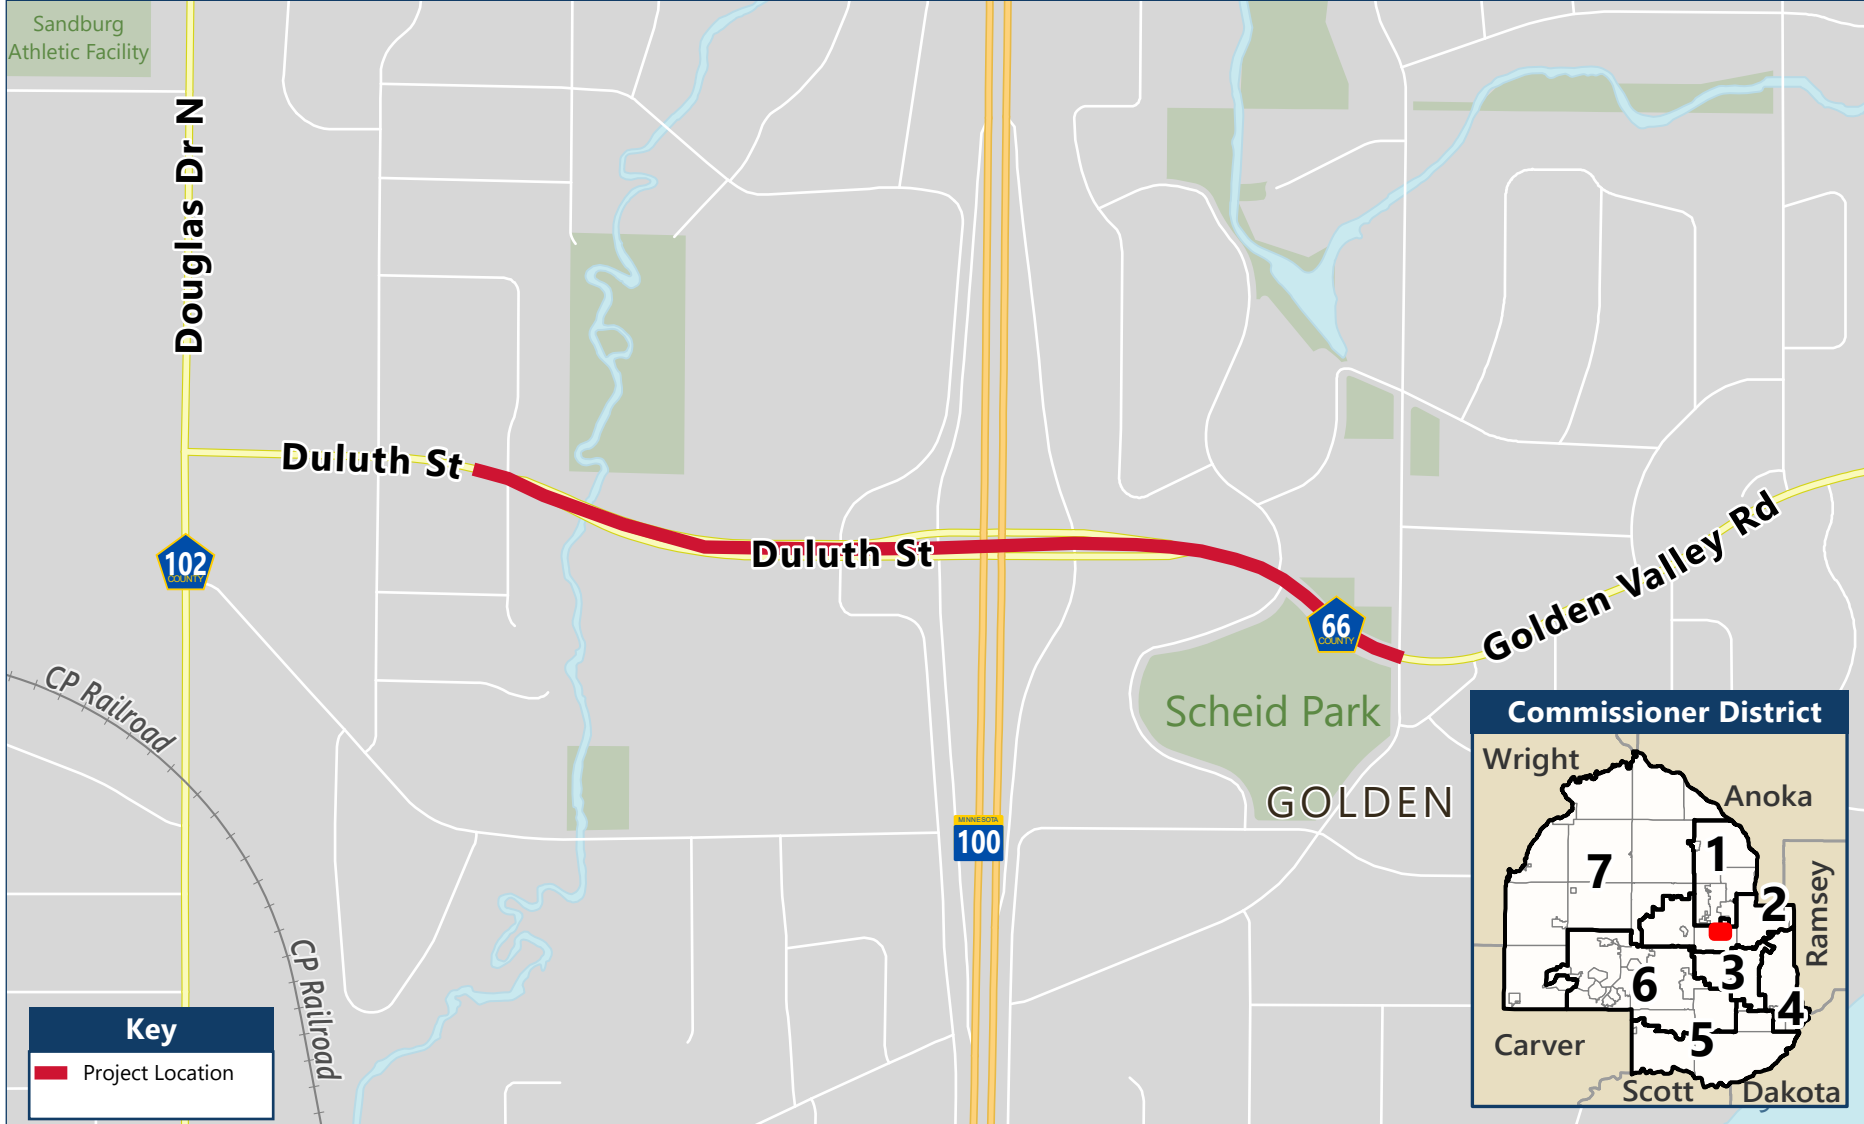 Sandburg
Athletic Facility
Douglas Dr N
Duluth St
Duluth St
102
COUNTY
66
COUNTY
Golden Valley Rd
CP Railroad
Scheid Park
GOLDEN
MINNESOTA
100
CP Railroad
Key
Project Location
Commissioner District
Wright
Anoka
7
1
2
Ramsey
6
3
4
5
Carver
Scott
Dakota